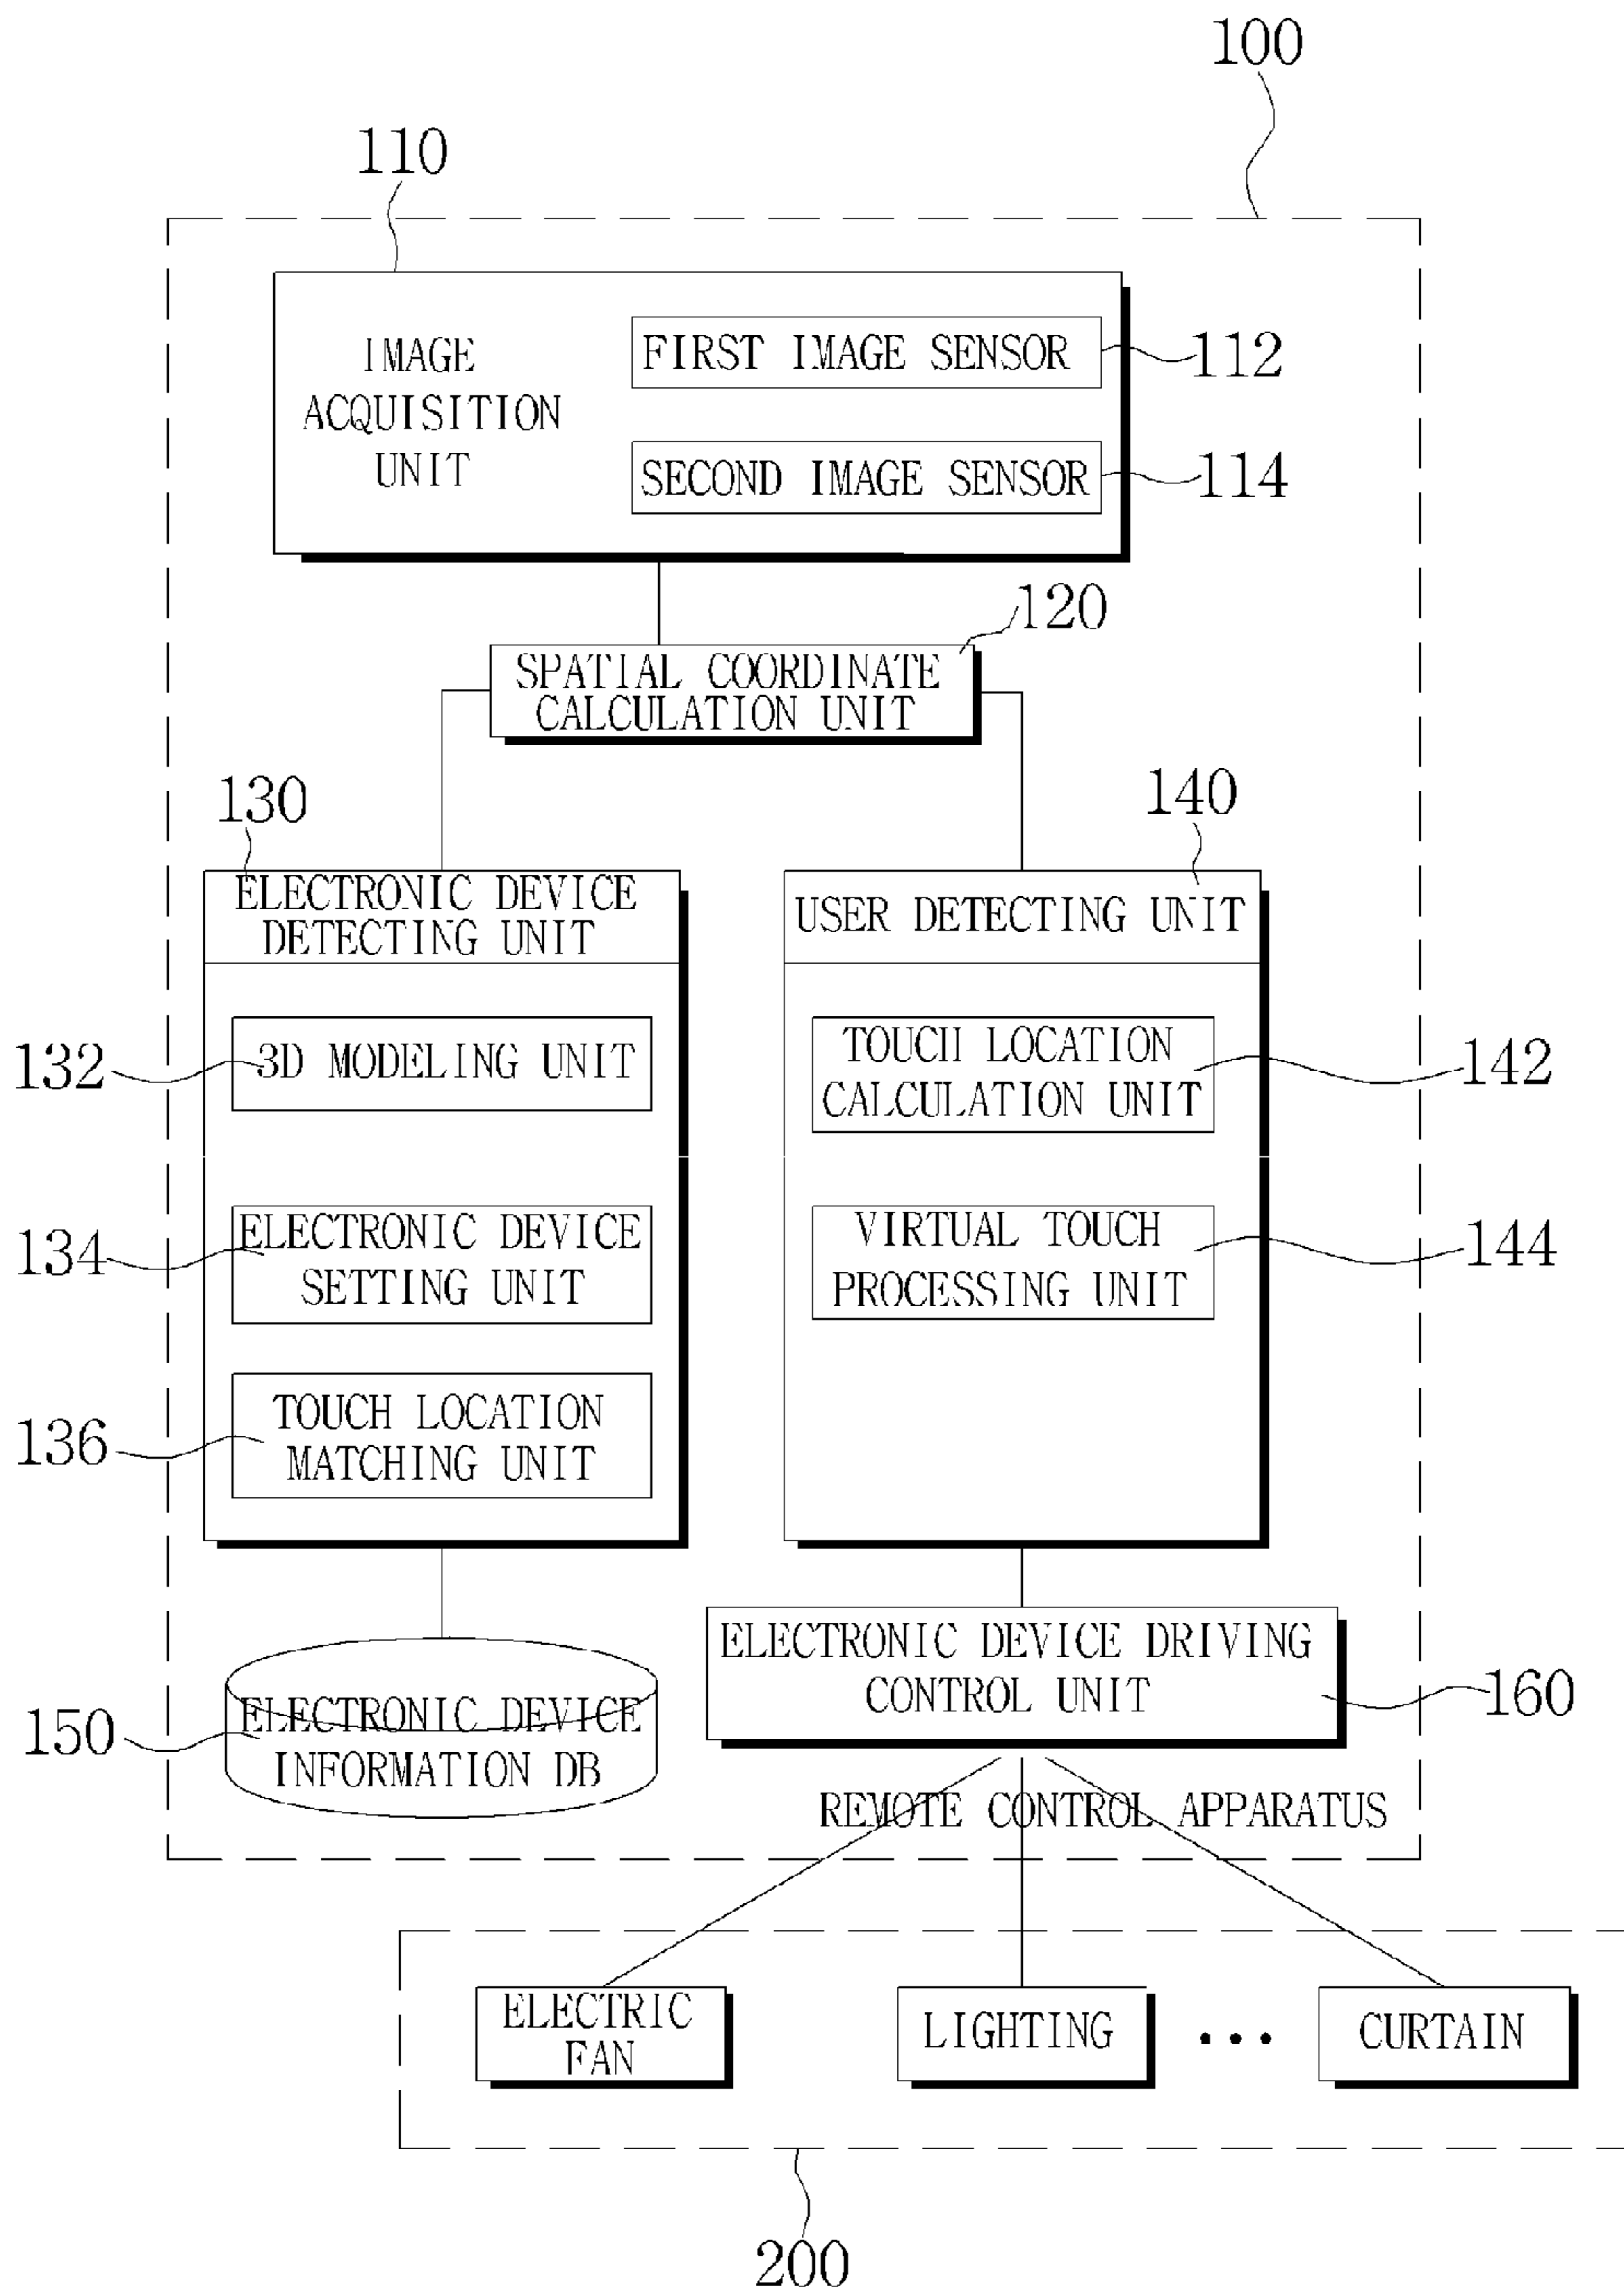 100
110
IMAGE
ACQUISITION
UNIT
FIRST IMAGE SENSOR
112
SECOND IMAGE SENSOR
114
120
SPATIAL COORDINATE
CALCULATION UNIT
130
ELECTRONIC DEVICE
DETECTING UNIT
132
3D MODELING UNIT
134
ELECTRONIC DEVICE
SETTING UNIT
136
TOUCH LOCATION
MATCHING UNIT
140
USER DETECTING UNIT
TOUCH LOCATION
CALCULATION UNIT
142
VIRTUAL TOUCH
PROCESSING UNIT
144
150
ELECTRONIC DEVICE
INFORMATION DB
ELECTRONIC DEVICE DRIVING
CONTROL UNIT
160
REMOTE CONTROL APPARATUS
ELECTRIC
FAN
LIGHTING
•••
CURTAIN
200